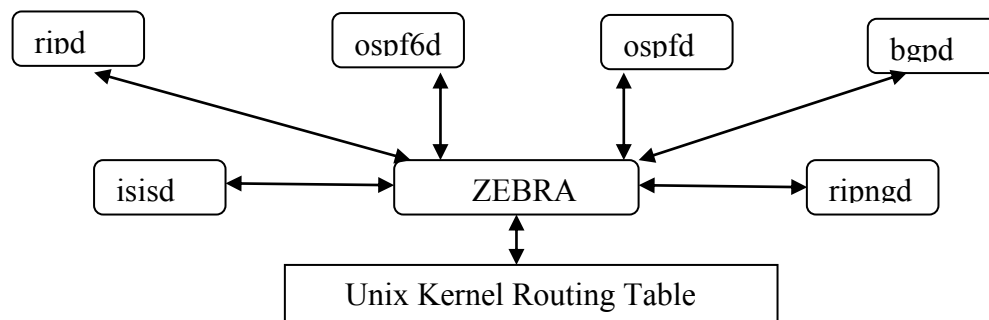 ripd
ospf6d
ospfd
bgpd
isisd
ZEBRA
ripngd
Unix Kernel Routing Table